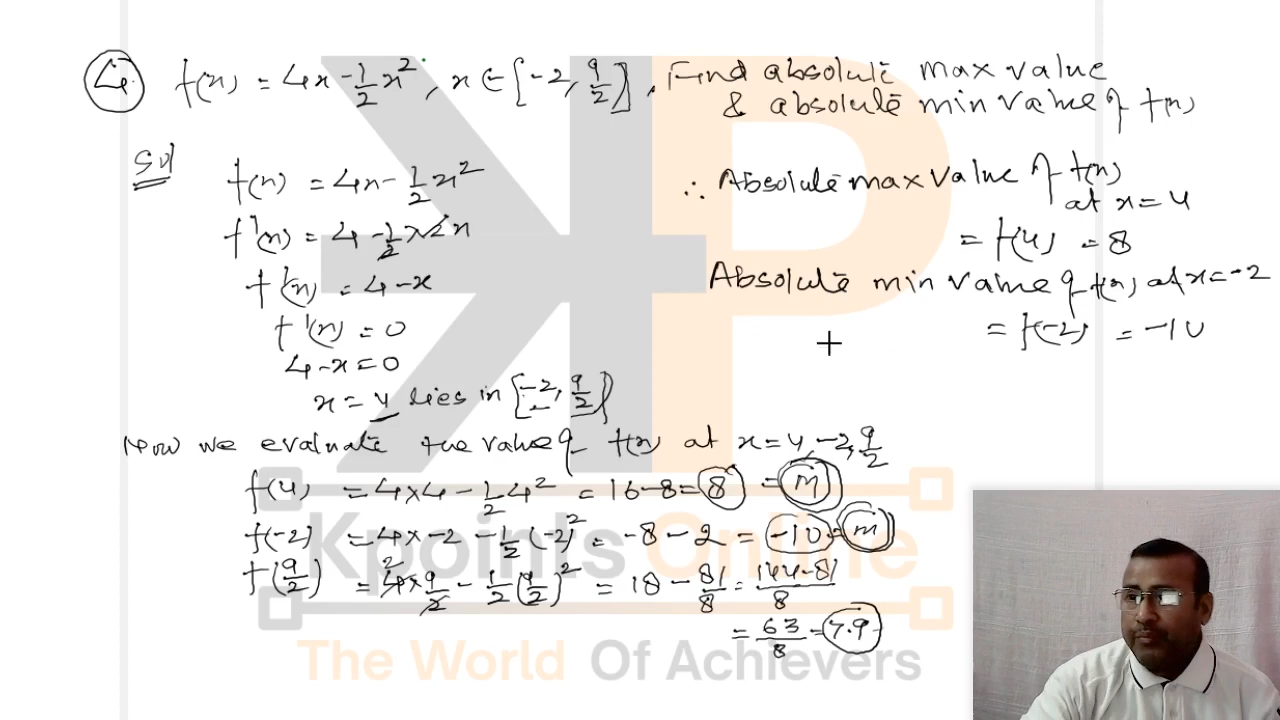 4. f(x) = 4x - 1/2 x², x ∈ [-2, 9/2], Find absolute max value
& absolute min value of f(x)
Sol
f(x) = 4x - 1/2 x²
f'(x) = 4 - 1/2 × 2x
f'(x) = 4 - x
f'(x) = 0
4 - x = 0
x = 4 lies in [-2, 9/2]
Now we evaluate the value of f(x) at x = 4, -2, 9/2
f(4) = 4×4 - 1/2 4² = 16 - 8 = 8 = M
f(-2) = 4× -2 - 1/2 (-2)² = -8 - 2 = -10 = m
f(9/2) = 4 × 9/2 - 1/2 (9/2)² = 18 - 81/8 = 144-81/8
= 63/8 = 7.9
∴ Absolute max value of f(x)
at x = 4
= f(4) = 8
Absolute min value of f(x) at x = -2
= f(-2) = -10
KP
Kpoints Online
The World Of Achievers